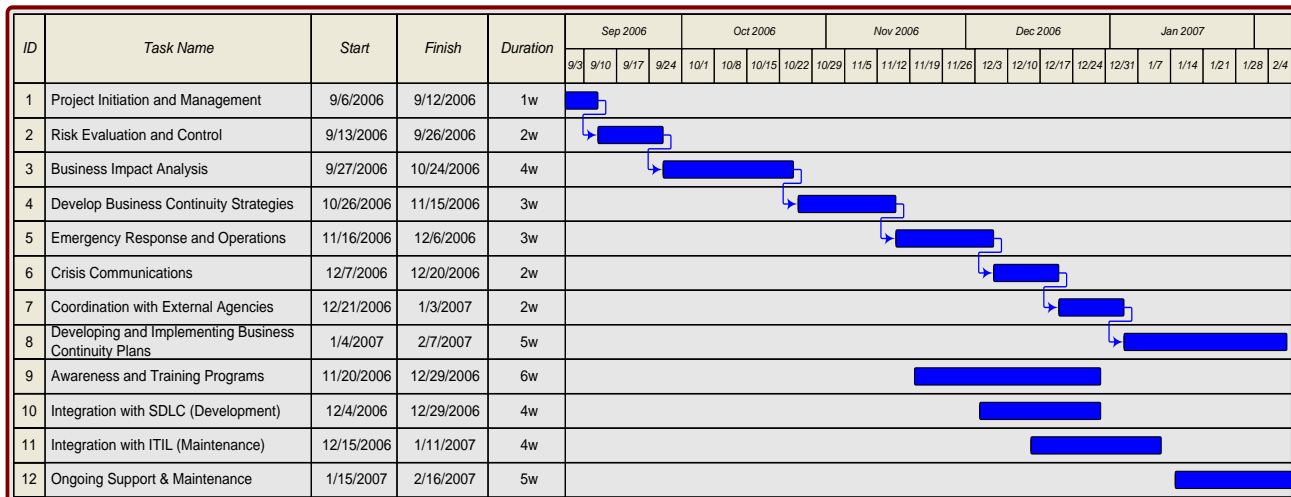 ID Task Name Start Finish Duration
Sep 2006 Oct 2006 Nov 2006 Dec 2006 Jan 2007
9/3 9/10 9/17 9/24 10/1 10/8 10/15 10/22 10/29 11/5 11/12 11/19 11/26 12/3 12/10 12/17 12/24 12/31 1/7 1/14 1/21 1/28 2/4
1 Project Initiation and Management 9/6/2006 9/12/2006 1w
2 Risk Evaluation and Control 9/13/2006 9/26/2006 2w
3 Business Impact Analysis 9/27/2006 10/24/2006 4w
4 Develop Business Continuity Strategies 10/26/2006 11/15/2006 3w
5 Emergency Response and Operations 11/16/2006 12/6/2006 3w
6 Crisis Communications 12/7/2006 12/20/2006 2w
7 Coordination with External Agencies 12/21/2006 1/3/2007 2w
8 Developing and Implementing Business
Continuity Plans 1/4/2007 2/7/2007 5w
9 Awareness and Training Programs 11/20/2006 12/29/2006 6w
10 Integration with SDLC (Development) 12/4/2006 12/29/2006 4w
11 Integration with ITIL (Maintenance) 12/15/2006 1/11/2007 4w
12 Ongoing Support & Maintenance 1/15/2007 2/16/2007 5w